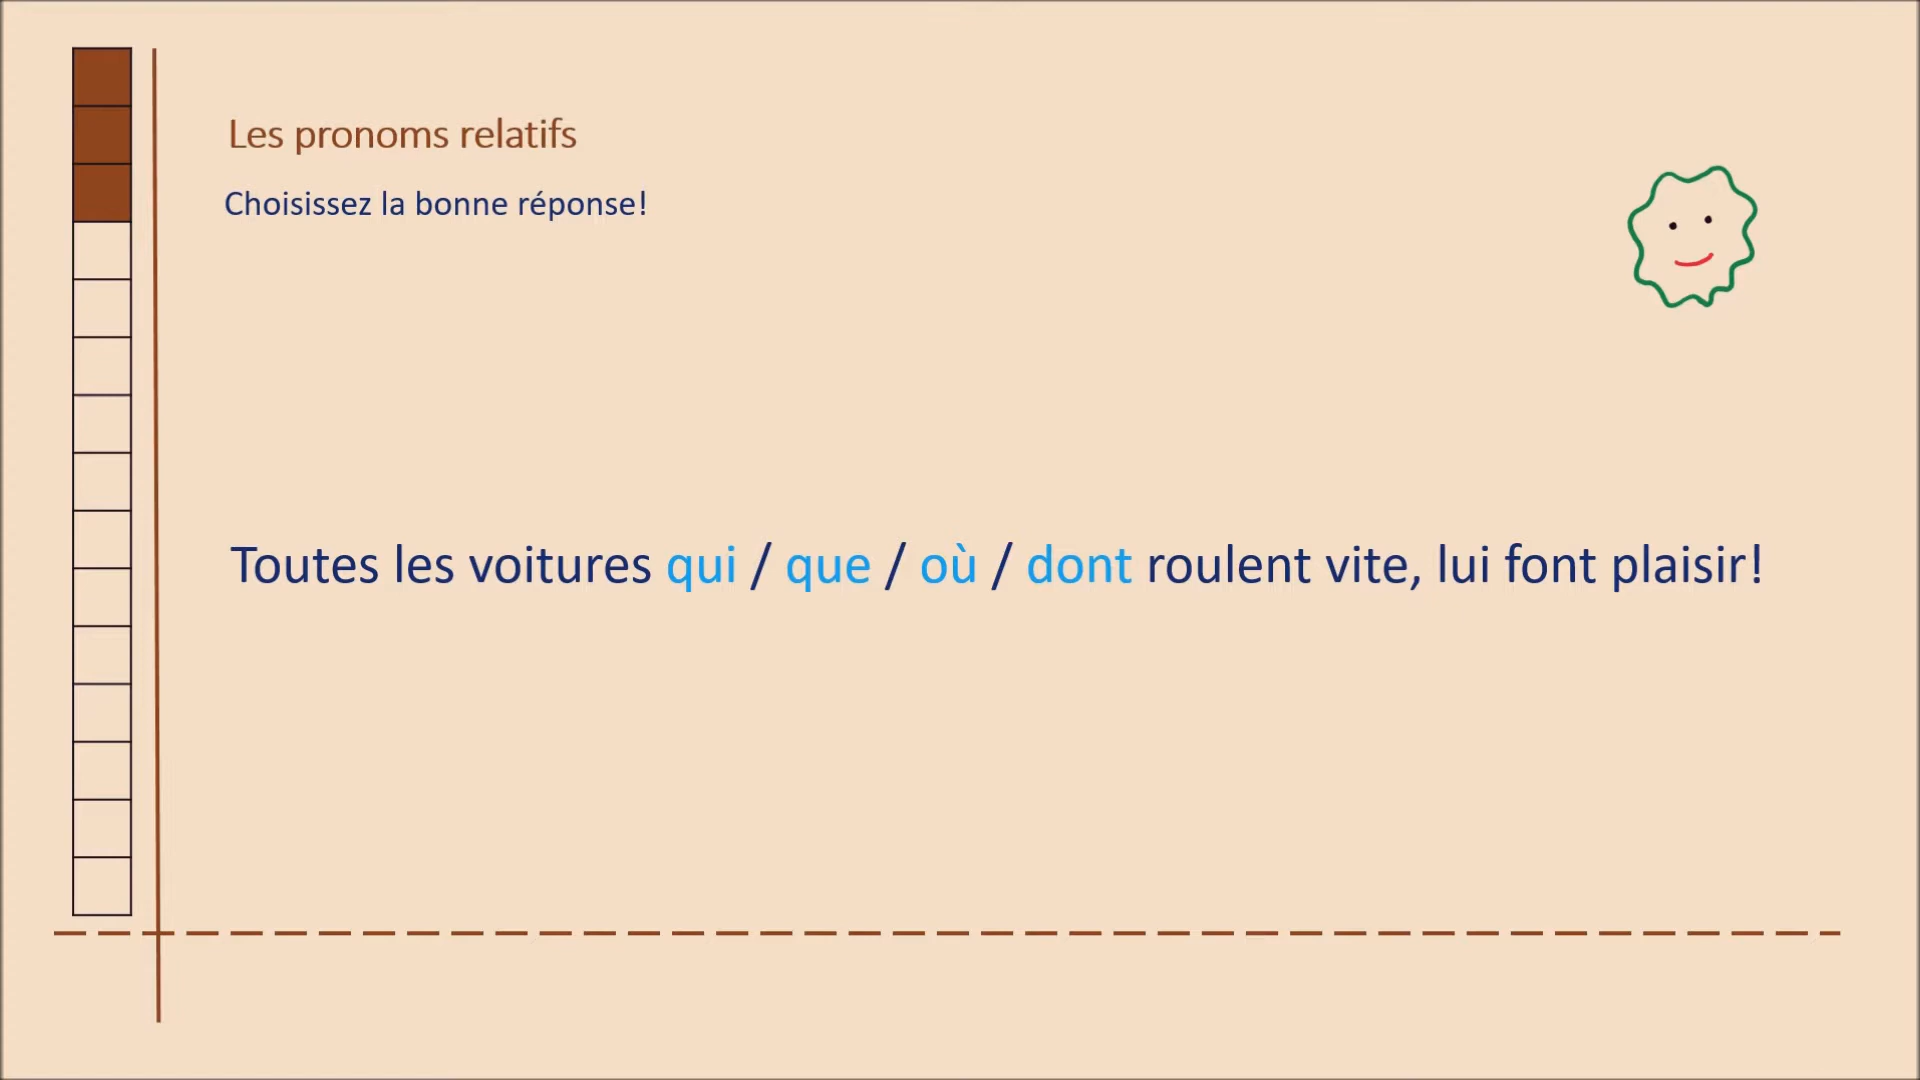 Les pronoms relatifs
Choisissez la bonne réponse!
Toutes les voitures qui / que / où / dont roulent vite, lui font plaisir!